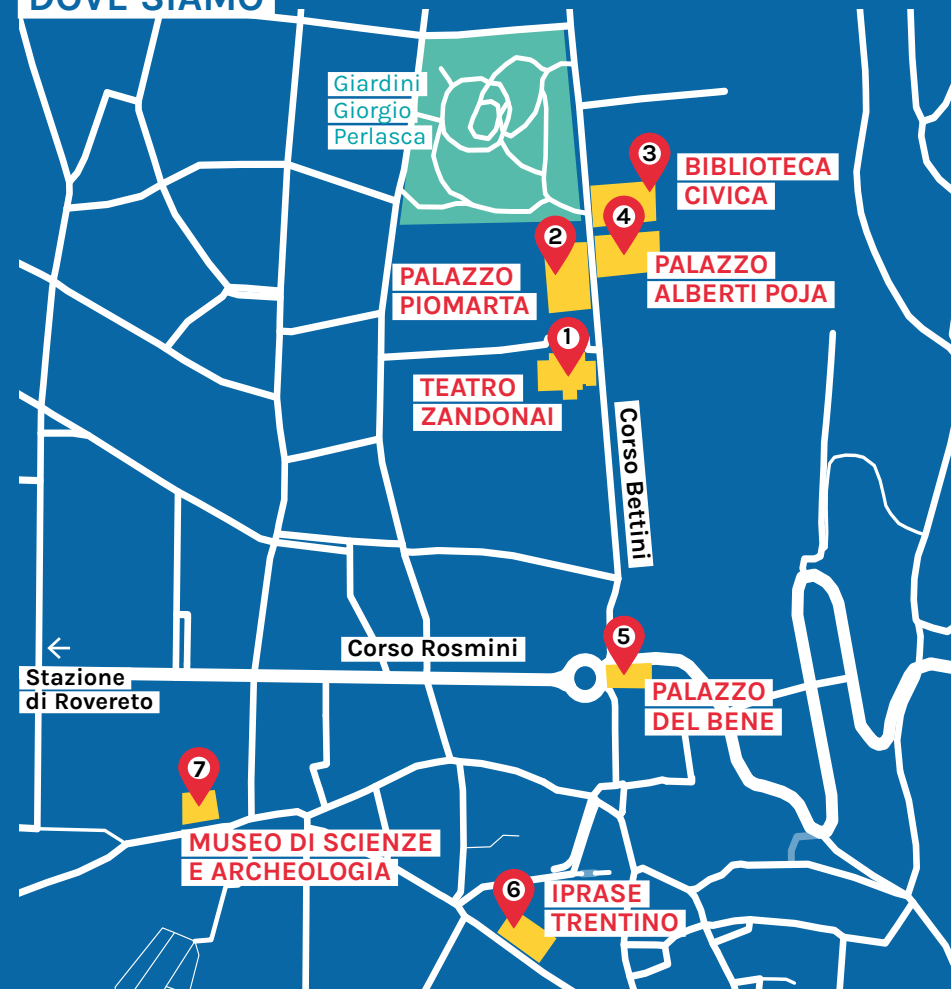 DOVE SIAMO
Giardini
Giorgio
Perlasca
3
BIBLIOTECA
CIVICA
4
PALAZZO
ALBERTI POJA
2
PALAZZO
PIOMARTA
1
TEATRO
ZANDONAI
Corso Bettini
5
PALAZZO
DEL BENE
Corso Rosmini
←
Stazione
di Rovereto
7
MUSEO DI SCIENZE
E ARCHEOLOGIA
6
IPRASE
TRENTINO